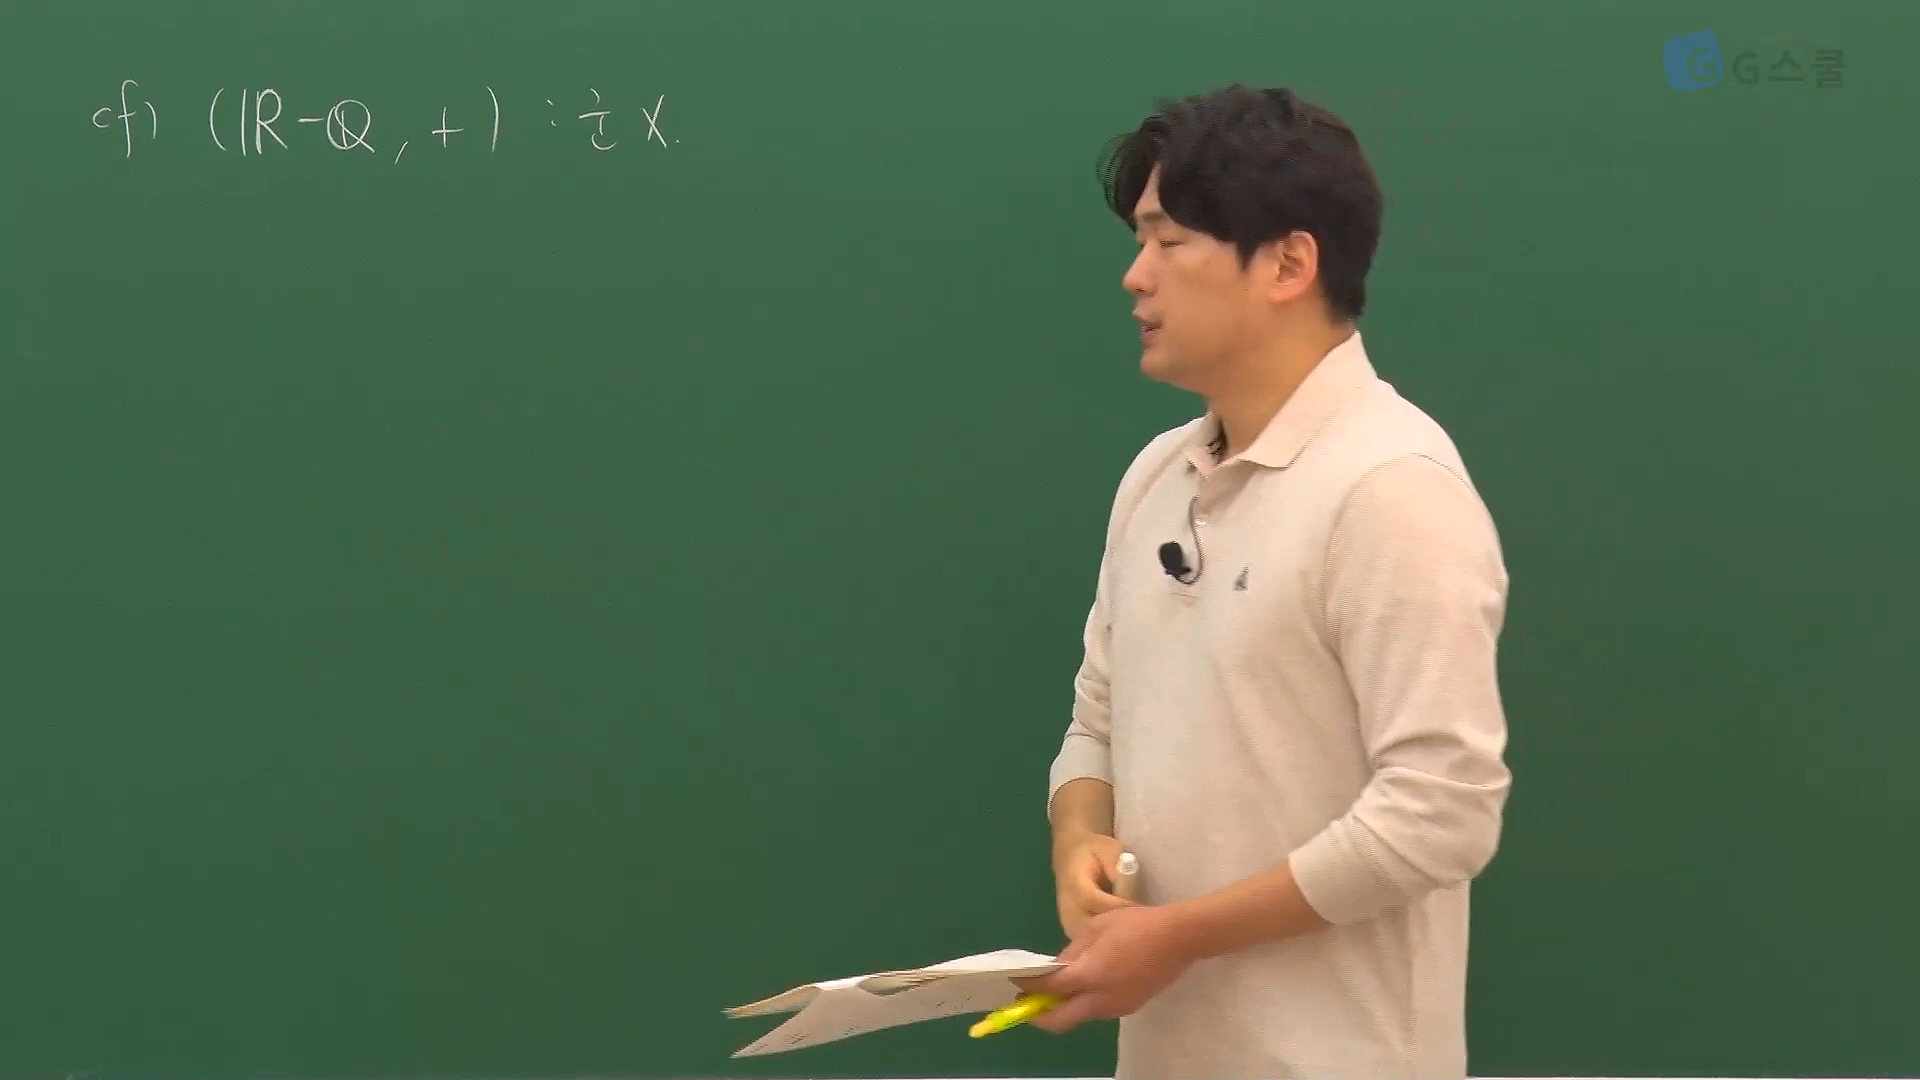 cf) (ℝ-ℚ, +) : 군 X.
G스쿨